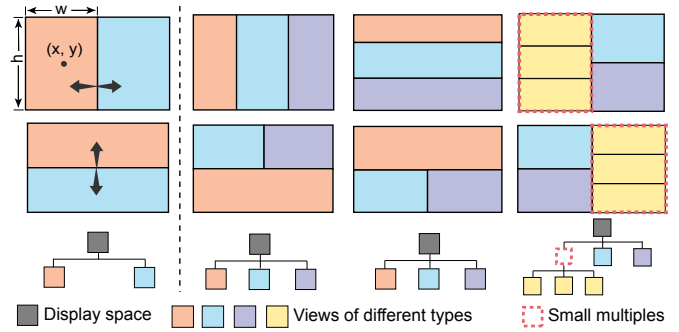 w
h
(x, y)
Display space
Views of different types
Small multiples